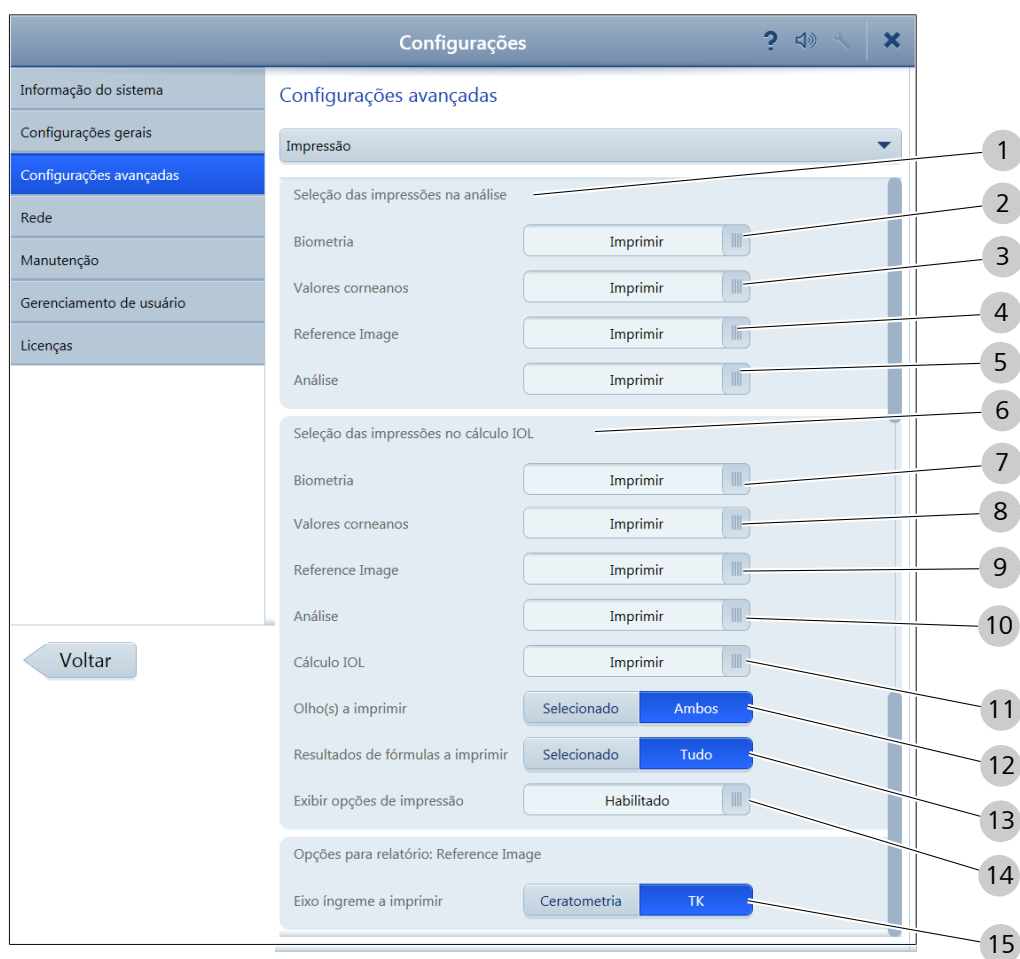 Configurações
?
Informação do sistema
Configurações gerais
Configurações avançadas
Rede
Manutenção
Gerenciamento de usuário
Licenças
Voltar
Configurações avançadas
Impressão
Seleção das impressões na análise
Biometria Imprimir
Valores corneanos Imprimir
Reference Image Imprimir
Análise Imprimir
Seleção das impressões no cálculo IOL
Biometria Imprimir
Valores corneanos Imprimir
Reference Image Imprimir
Análise Imprimir
Cálculo IOL Imprimir
Olho(s) a imprimir Selecionado Ambos
Resultados de fórmulas a imprimir Selecionado Tudo
Exibir opções de impressão Habilitado
Opções para relatório: Reference Image
Eixo íngreme a imprimir Ceratometria TK
1
2
3
4
5
6
7
8
9
10
11
12
13
14
15